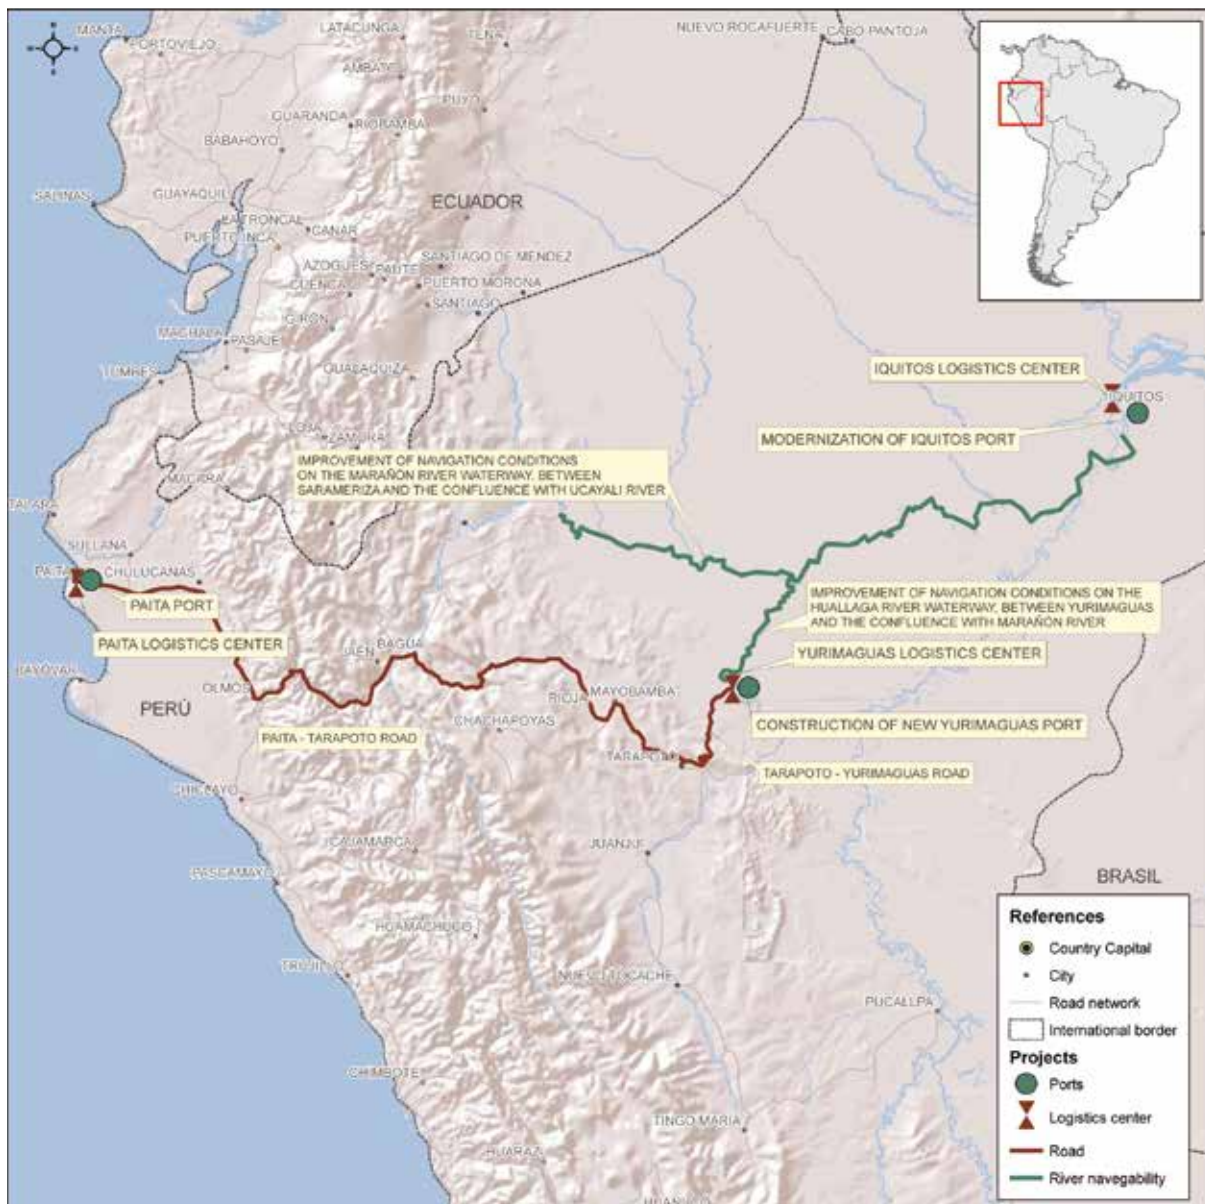 MANTA
PORTOVIEJO
LATACUNGA
TENA
NUEVO ROCAFUERTE
CABO PANTOJA
AMBATO
PUYO
GUARANDA
RIOBAMBA
BABAHOYO
SALINAS
GUAYAQUIL
ECUADOR
LA TRONCAL
PUERTO INCA
CAÑAR
AZOGUES
PAUTE
SANTIAGO DE MENDEZ
CUENCA
PUERTO MORONA
SANTIAGO
GIRÓN
MACHALA
PASAJE
TUMBES
GUALAQUIZA
IQUITOS LOGISTICS CENTER
IQUITOS
MODERNIZATION OF IQUITOS PORT
LOJA
ZAMORA
IMPROVEMENT OF NAVIGATION CONDITIONS
ON THE MARAÑON RIVER WATERWAY, BETWEEN
SARAMERIZA AND THE CONFLUENCE WITH UCAYALI RIVER
MACARA
TALARA
SULLANA
PAITA
CHULUCANAS
PAITA PORT
PAITA LOGISTICS CENTER
IMPROVEMENT OF NAVIGATION CONDITIONS ON THE
HUALLAGA RIVER WATERWAY, BETWEEN YURIMAGUAS
AND THE CONFLUENCE WITH MARAÑON RIVER
YURIMAGUAS LOGISTICS CENTER
BAYOVAR
JAEN
BAGUA
OLMOS
RIOJA
MAYOBAMBA
PERÚ
CHACHAPOYAS
CONSTRUCTION OF NEW YURIMAGUAS PORT
PAITA - TARAPOTO ROAD
TARAPOTO
TARAPOTO - YURIMAGUAS ROAD
CHICLAYO
CAJAMARCA
JUANJUI
PASCAMAYO
BRASIL
HUAMACHUCO
TRUJILLO
NUEVO TOCACHE
PUCALLPA
CHIMBOTE
TINGO MARIA
HUARAZ
HUANUCO
References
Country Capital
City
Road network
International border
Projects
Ports
Logistics center
Road
River navegability